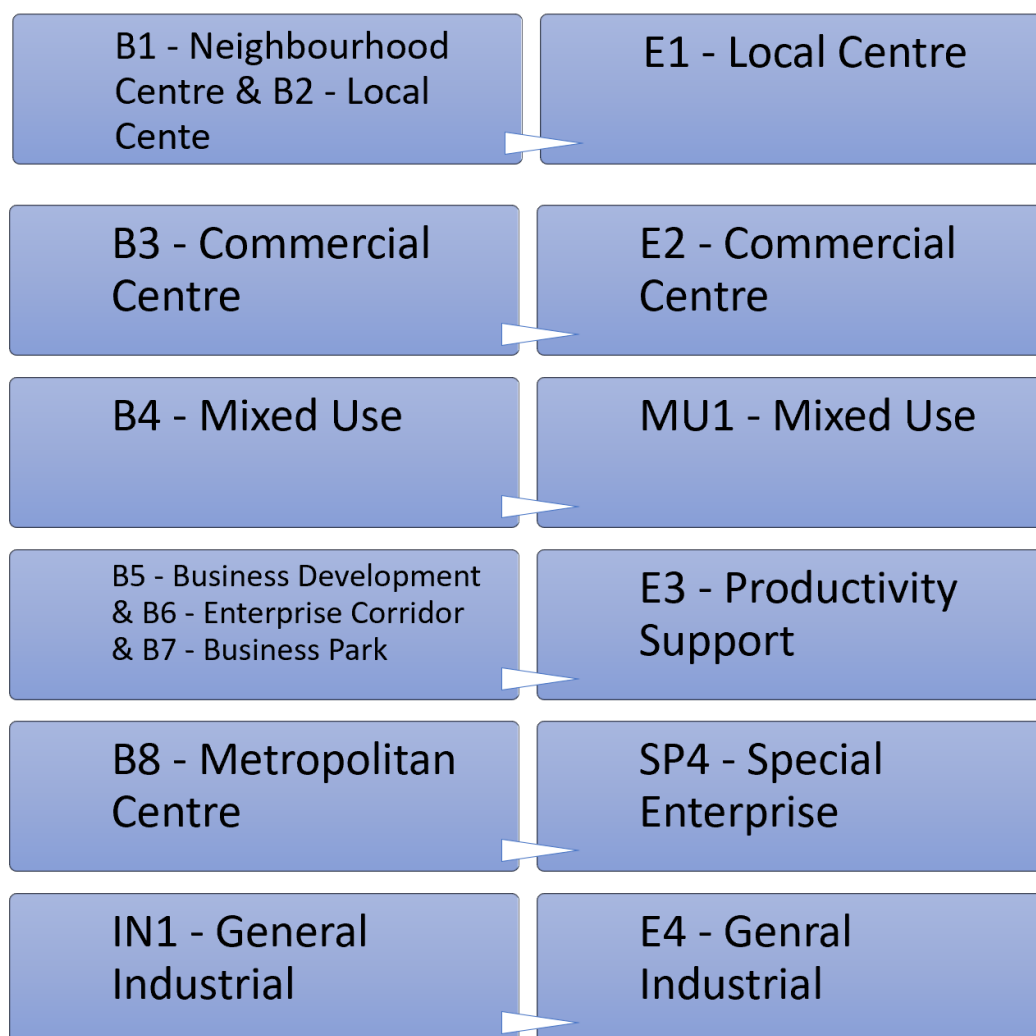 B1 - Neighbourhood
Centre & B2 - Local
Cente
E1 - Local Centre
B3 - Commercial
Centre
E2 - Commercial
Centre
B4 - Mixed Use
MU1 - Mixed Use
B5 - Business Development
& B6 - Enterprise Corridor
& B7 - Business Park
E3 - Productivity
Support
B8 - Metropolitan
Centre
SP4 - Special
Enterprise
IN1 - General
Industrial
E4 - Genral
Industrial